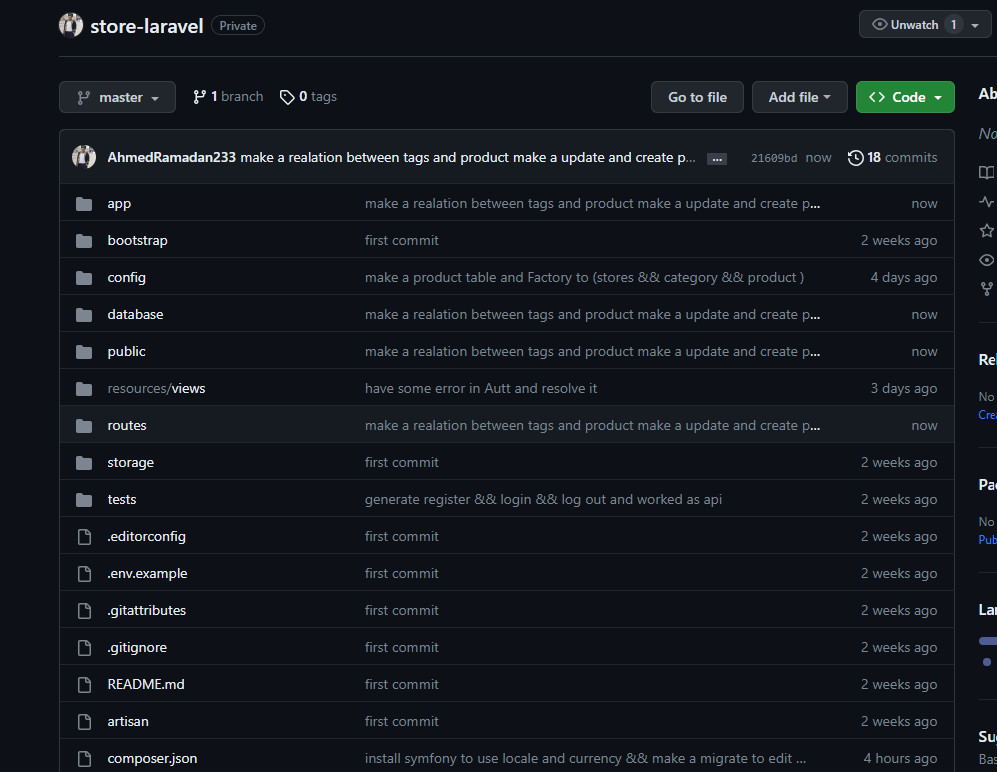 store-laravel Private Unwatch 1
master 1 branch 0 tags Go to file Add file <> Code
Ab
No
AhmedRamadan233 make a realation between tags and product make a update and create p... ... 21609bd now 18 commits
app make a realation between tags and product make a update and create p... now
bootstrap first commit 2 weeks ago
config make a product table and Factory to (stores && category && product ) 4 days ago
database make a realation between tags and product make a update and create p... now
public make a realation between tags and product make a update and create p... now
Rel
resources/views have some error in Autt and resolve it 3 days ago
No
Crea
routes make a realation between tags and product make a update and create p... now
storage first commit 2 weeks ago
Pac
tests generate register && login && log out and worked as api 2 weeks ago
No
.editorconfig first commit 2 weeks ago
Pub
.env.example first commit 2 weeks ago
.gitattributes first commit 2 weeks ago
Lan
.gitignore first commit 2 weeks ago
README.md first commit 2 weeks ago
artisan first commit 2 weeks ago
Su
composer.json install symfony to use locale and currency && make a migrate to edit ... 4 hours ago
Bas